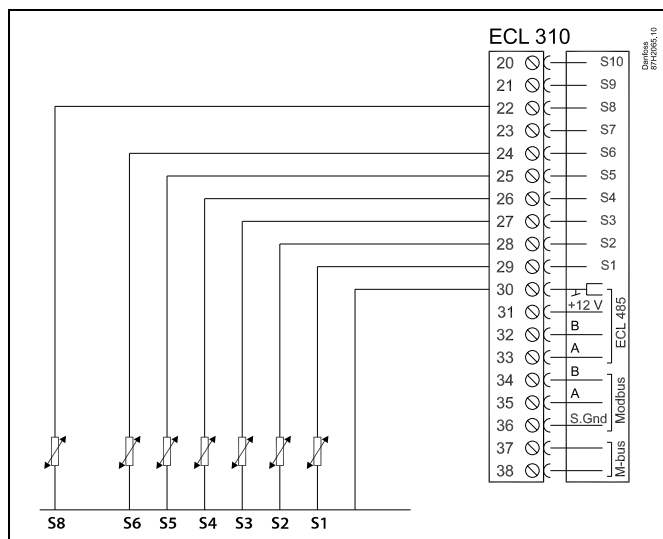 ECL 310
Danfoss
87H2065.10
20 S10
21 S9
22 S8
23 S7
24 S6
25 S5
26 S4
27 S3
28 S2
29 S1
30
31 +12 V
32 B
33 A
ECL 485
34 B
35 A
36 S.Gnd
Modbus
37
38
M-bus
S8 S6 S5 S4 S3 S2 S1